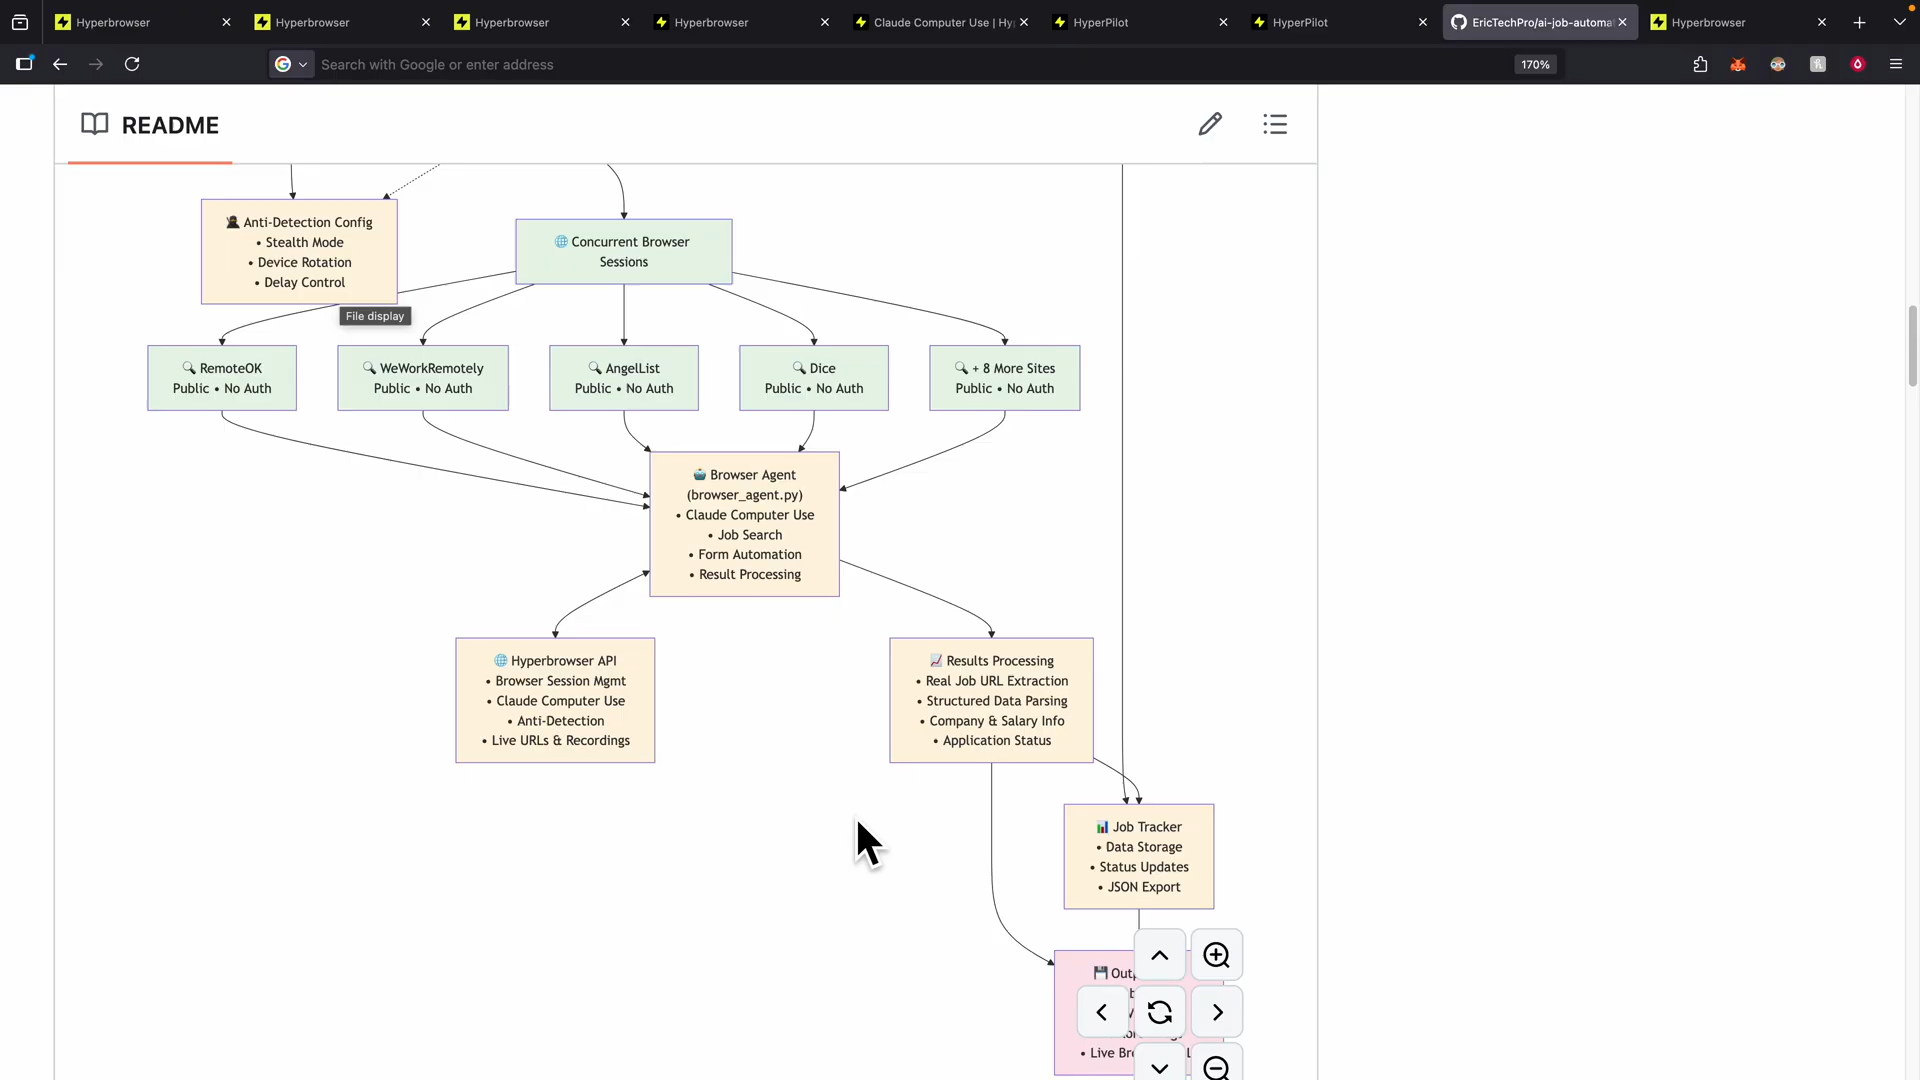 Hyperbrowser
Hyperbrowser
Hyperbrowser
Hyperbrowser
Claude Computer Use | Hy
HyperPilot
HyperPilot
EricTechPro/ai-job-automa
Hyperbrowser
Search with Google or enter address
170%
README
Anti-Detection Config
• Stealth Mode
• Device Rotation
• Delay Control
Concurrent Browser
Sessions
File display
RemoteOK
Public • No Auth
WeWorkRemotely
Public • No Auth
AngelList
Public • No Auth
Dice
Public • No Auth
+ 8 More Sites
Public • No Auth
Browser Agent
(browser_agent.py)
• Claude Computer Use
• Job Search
• Form Automation
• Result Processing
Hyperbrowser API
• Browser Session Mgmt
• Claude Computer Use
• Anti-Detection
• Live URLs & Recordings
Results Processing
• Real Job URL Extraction
• Structured Data Parsing
• Company & Salary Info
• Application Status
Job Tracker
• Data Storage
• Status Updates
• JSON Export
Outp
• Live Bro